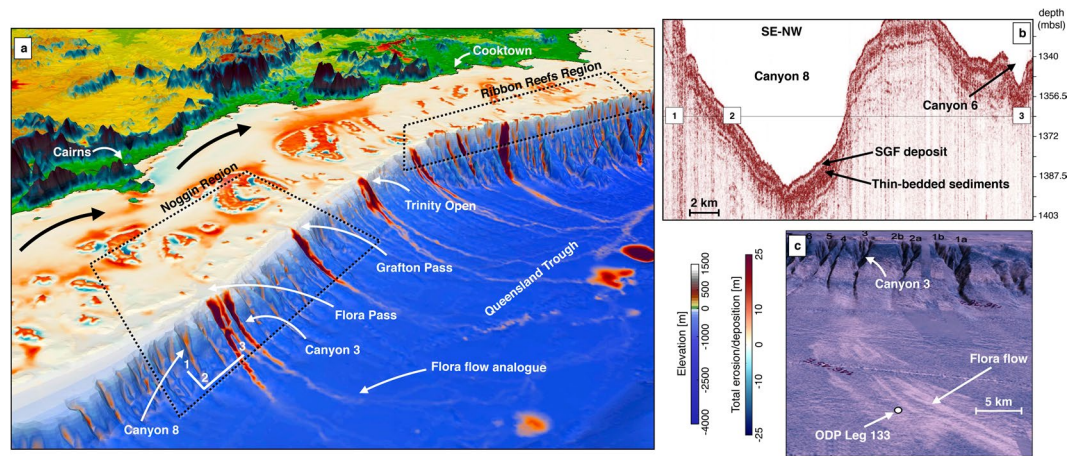 a
Cooktown
Ribbon Reefs Region
Cairns
Noggin Region
Trinity Open
Grafton Pass
Queensland Trough
Flora Pass
Canyon 3
Flora flow analogue
1
2
3
Canyon 8
depth
(mbsl)
b
SE-NW
Canyon 8
1340
1356.5
1372
1387.5
1403
Canyon 6
1
2
3
SGF deposit
Thin-bedded sediments
2 km
Elevation [m]
1500
500
0
-1000
-2500
-4000
Total erosion/deposition [m]
25
10
0
-10
-25
c
5
4
3
2b
2a
1b
1a
Canyon 3
Flora flow
5 km
ODP Leg 133